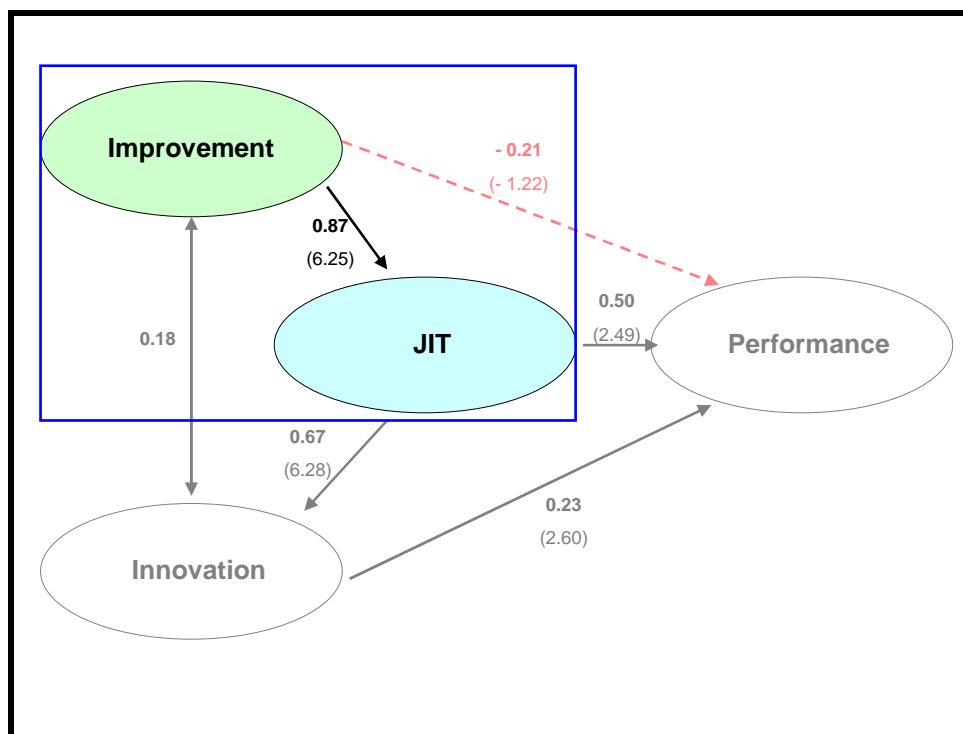 Improvement
- 0.21
(- 1.22)
0.87
(6.25)
0.50
(2.49)
0.18
JIT
Performance
0.67
(6.28)
0.23
(2.60)
Innovation